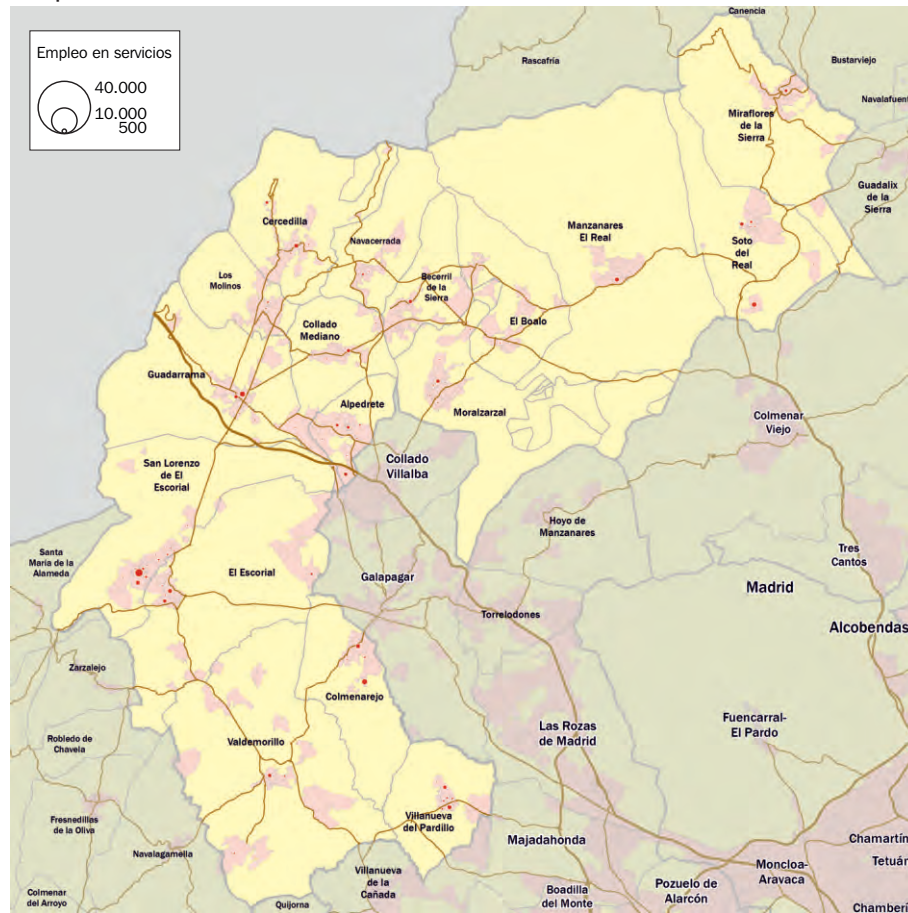 Empleo en servicios
40.000
10.000
500
Canencia
Rascafría
Bustarviejo
Navalafuent
Miraflores
de la
Sierra
Guadalix
de la
Sierra
Cercedilla
Manzanares
El Real
Navacerrada
Soto
del
Real
Los
Molinos
Becerril
de la
Sierra
Collado
Mediano
El Boalo
Guadarrama
Alpedrete
Moralzarzal
Colmenar
Viejo
Collado
Villalba
San Lorenzo
de El
Escorial
Hoyo de
Manzanares
Santa
María de la
Alameda
El Escorial
Galapagar
Tres
Cantos
Madrid
Torrelodones
Alcobendas
Zarzalejo
Colmenarejo
Robledo de
Chavela
Valdemorillo
Las Rozas
de Madrid
Fuencarral-
El Pardo
Fresnedillas
de la Oliva
Villanueva
del Pardillo
Navalagamella
Majadahonda
Chamartín
Tetuán
Villanueva
de la
Cañada
Moncloa-
Aravaca
Colmenar
del Arroyo
Quijorna
Boadilla
del Monte
Pozuelo de
Alarcón
Chamberí